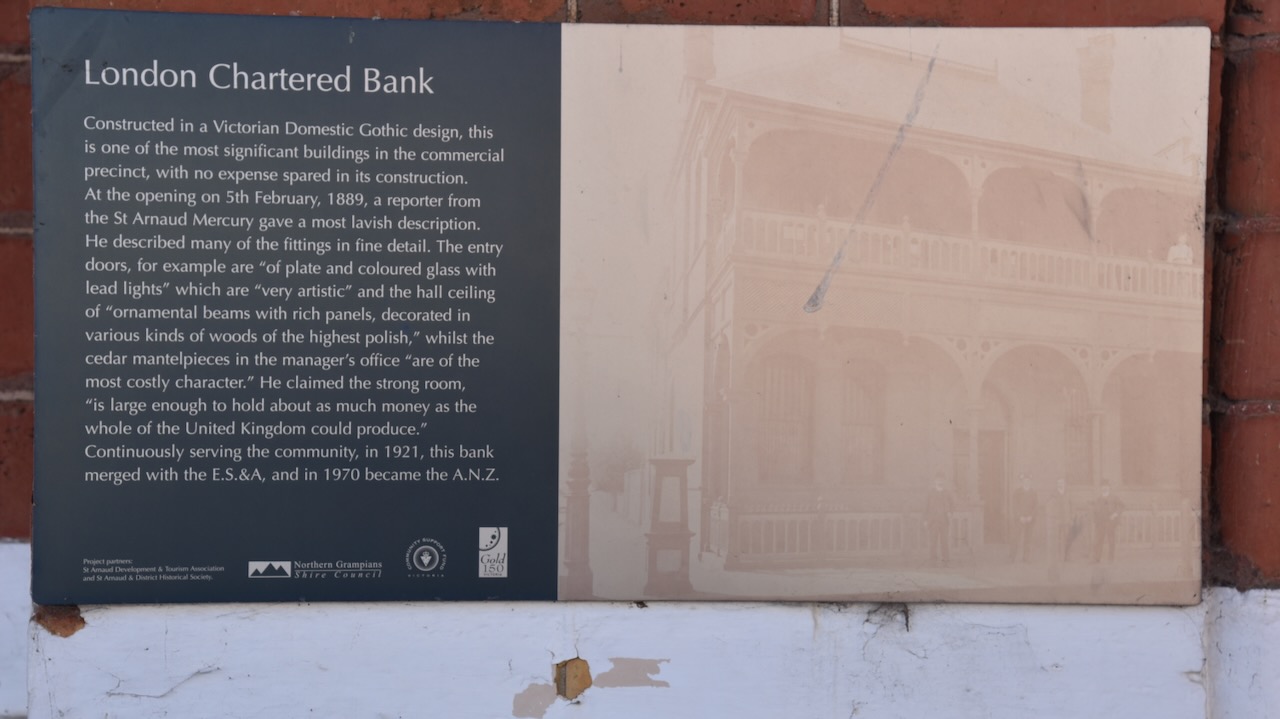 London Chartered Bank
Constructed in a Victorian Domestic Gothic design, this
is one of the most significant buildings in the commercial
precinct, with no expense spared in its construction.
At the opening on 5th February, 1889, a reporter from
the St Arnaud Mercury gave a most lavish description.
He described many of the fittings in fine detail. The entry
doors, for example are “of plate and coloured glass with
lead lights” which are “very artistic” and the hall ceiling
of “ornamental beams with rich panels, decorated in
various kinds of woods of the highest polish,” whilst the
cedar mantelpieces in the manager’s office “are of the
most costly character.” He claimed the strong room,
“is large enough to hold about as much money as the
whole of the United Kingdom could produce.”
Continuously serving the community, in 1921, this bank
merged with the E.S.&A, and in 1970 became the A.N.Z.
Project partners:
St Arnaud Development & Tourism Association
and St Arnaud & District Historical Society.
Northern Grampians
Shire Council
COMMUNITY SUPPORT FUND
VICTORIA
Gold
150